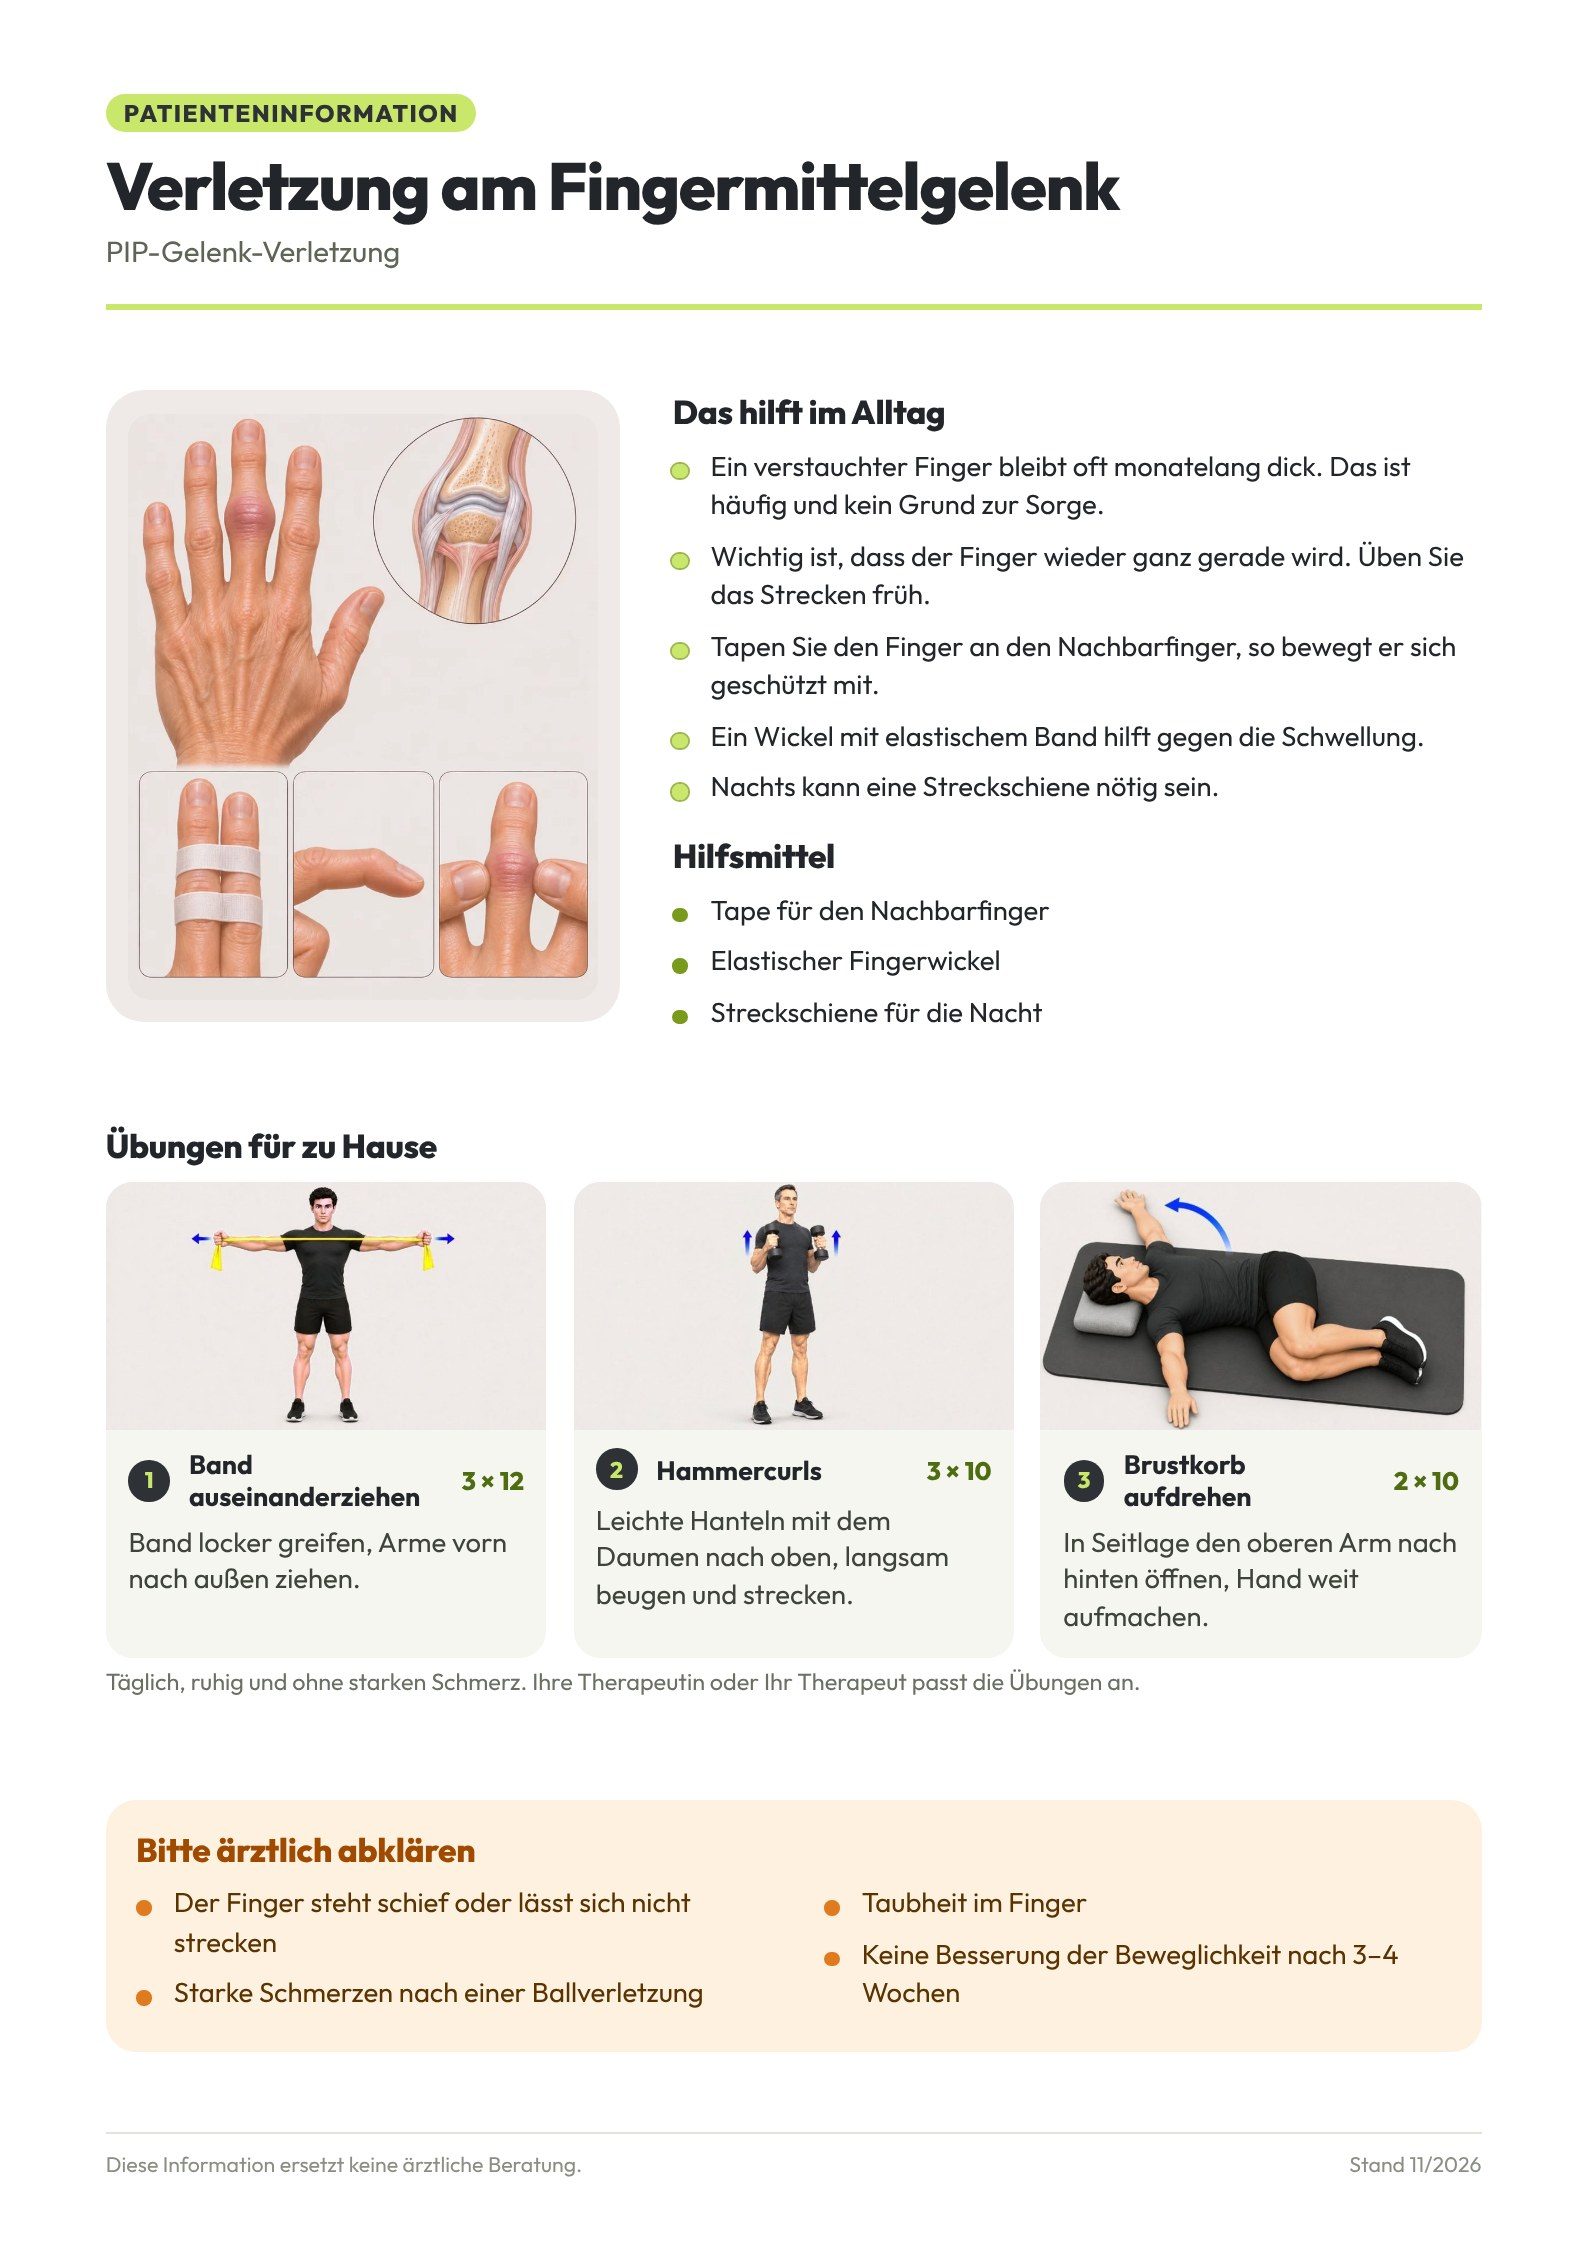 PATIENTENINFORMATION
Verletzung am Fingermittelgelenk
PIP-Gelenk-Verletzung
Das hilft im Alltag
Ein verstauchter Finger bleibt oft monatelang dick. Das ist
häufig und kein Grund zur Sorge.
Wichtig ist, dass der Finger wieder ganz gerade wird. Üben Sie
das Strecken früh.
Tapen Sie den Finger an den Nachbarfinger, so bewegt er sich
geschützt mit.
Ein Wickel mit elastischem Band hilft gegen die Schwellung.
Nachts kann eine Streckschiene nötig sein.
Hilfsmittel
Tape für den Nachbarfinger
Elastischer Fingerwickel
Streckschiene für die Nacht
Übungen für zu Hause
1 Band
auseinanderziehen 3 × 12
Band locker greifen, Arme vorn
nach außen ziehen.
2 Hammercurls 3 × 10
Leichte Hanteln mit dem
Daumen nach oben, langsam
beugen und strecken.
3 Brustkorb
aufdrehen 2 × 10
In Seitlage den oberen Arm nach
hinten öffnen, Hand weit
aufmachen.
Täglich, ruhig und ohne starken Schmerz. Ihre Therapeutin oder Ihr Therapeut passt die Übungen an.
Bitte ärztlich abklären
Der Finger steht schief oder lässt sich nicht
strecken
Starke Schmerzen nach einer Ballverletzung
Taubheit im Finger
Keine Besserung der Beweglichkeit nach 3–4
Wochen
Diese Information ersetzt keine ärztliche Beratung.
Stand 11/2026